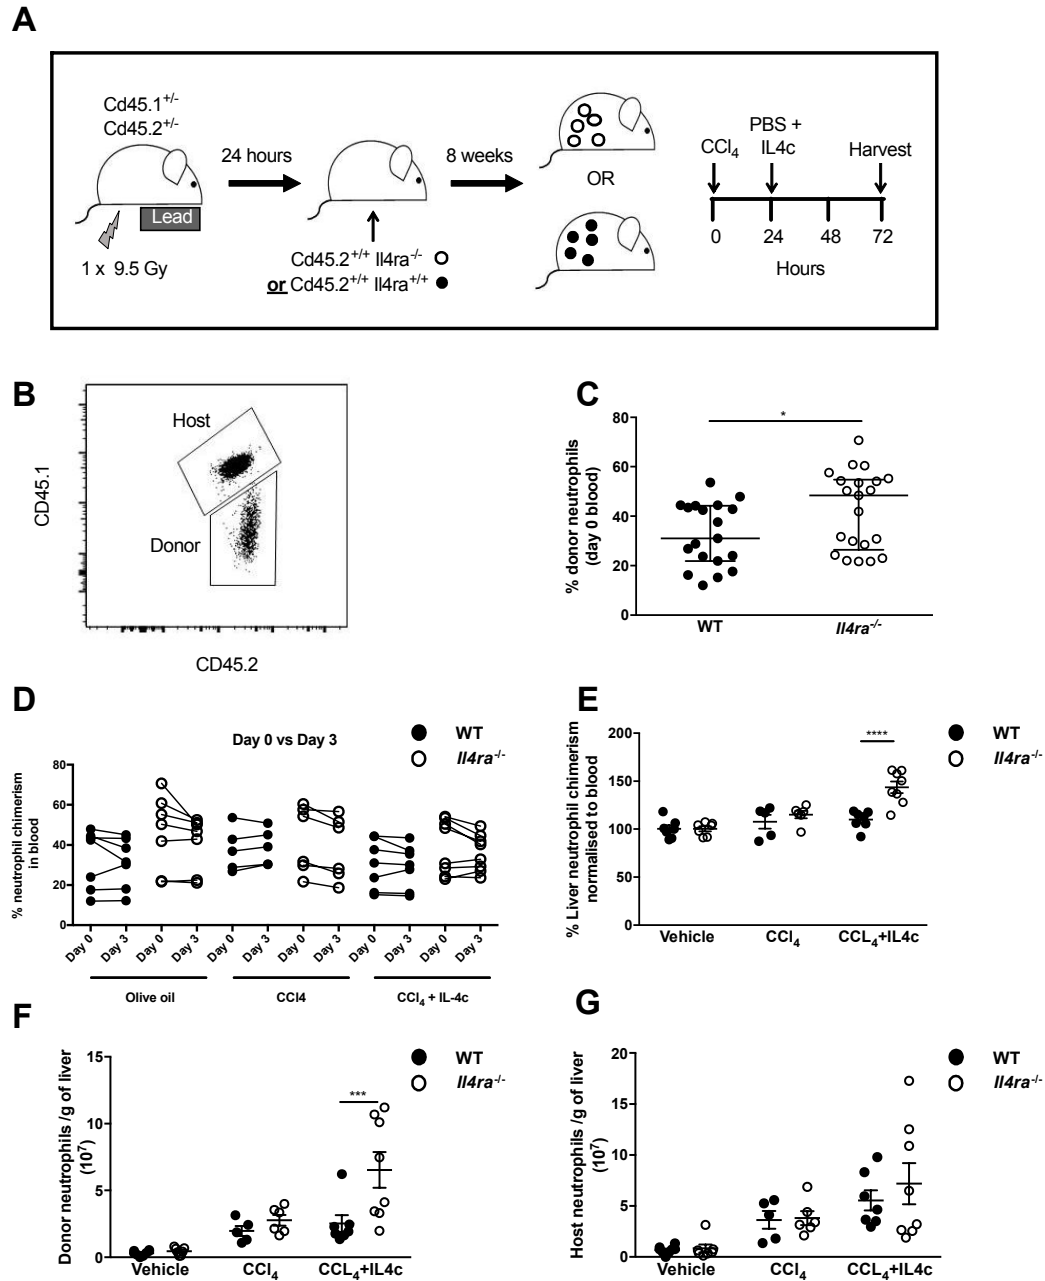 A
Cd45.1+/-
Cd45.2+/-
24 hours
8 weeks
Lead
1 x 9.5 Gy
Cd45.2+/+ Il4ra-/-
or Cd45.2+/+ Il4ra+/+
OR
CCl4
PBS +
IL4c
Harvest
0 24 48 72
Hours
B
Host
Donor
CD45.1
CD45.2
C
% donor neutrophils
(day 0 blood)
80
60
40
20
0
*
WT Il4ra-/-
D
Day 0 vs Day 3
WT
Il4ra-/-
% neutrophil chimerism
in blood
80
60
40
20
0
Day 0 Day 3 Day 0 Day 3 Day 0 Day 3 Day 0 Day 3 Day 0 Day 3 Day 0 Day 3
Olive oil CCl4 CCl4 + IL-4c
E
WT
Il4ra-/-
% Liver neutrophil chimerism
normalised to blood
200
150
100
50
0
****
Vehicle CCl4 CCL4+IL4c
F
WT
Il4ra-/-
Donor neutrophils /g of liver
(107)
15
10
5
0
***
Vehicle CCl4 CCL4+IL4c
G
WT
Il4ra-/-
Host neutrophils /g of liver
(107)
20
15
10
5
0
Vehicle CCl4 CCL4+IL4c